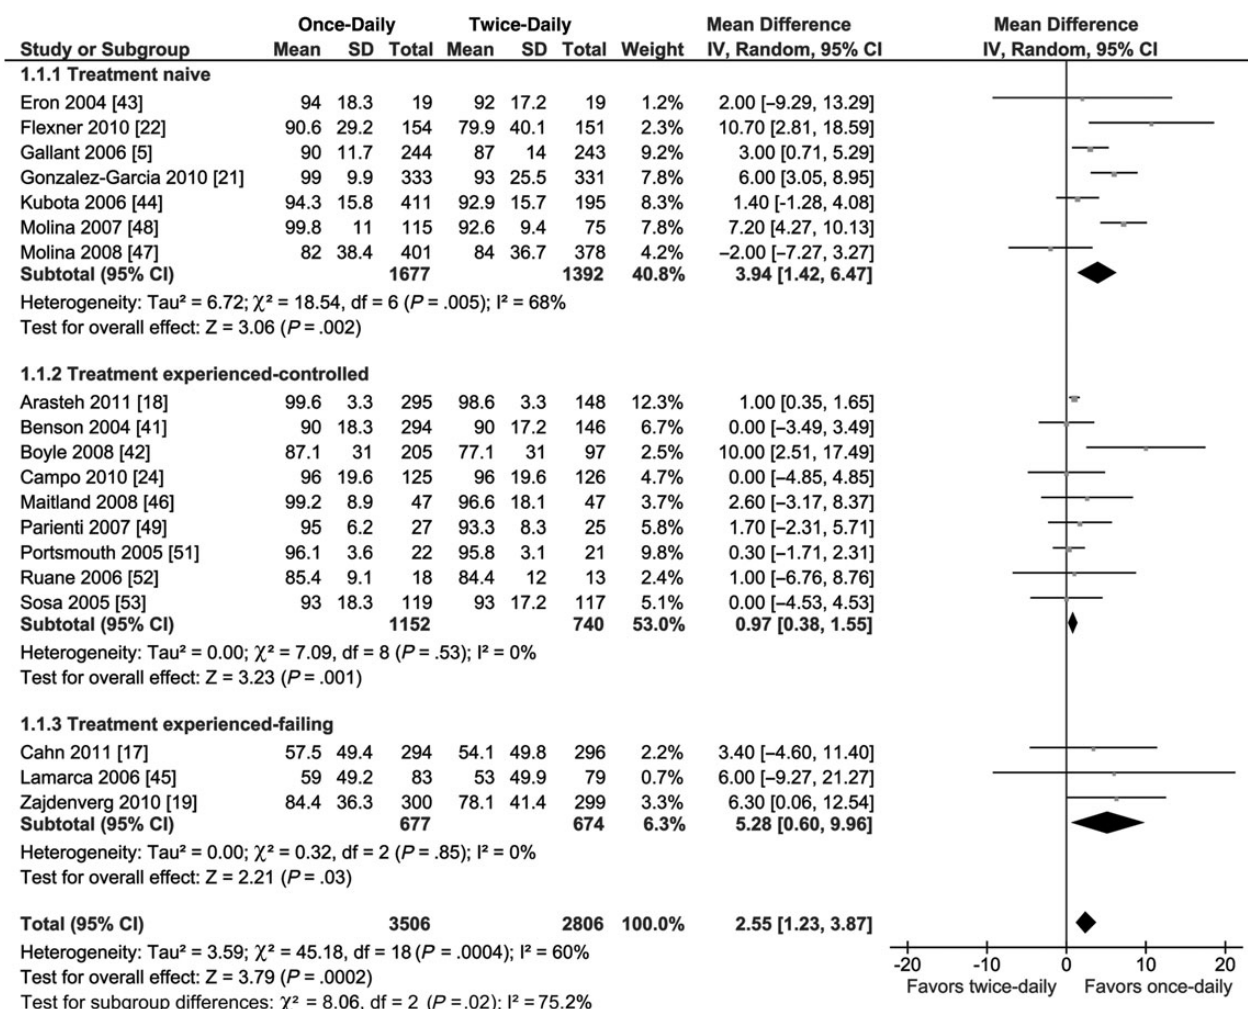 Once-Daily Twice-Daily Mean Difference Mean Difference
Study or Subgroup Mean SD Total Mean SD Total Weight IV, Random, 95% CI IV, Random, 95% CI
1.1.1 Treatment naive
Eron 2004 [43] 94 18.3 19 92 17.2 19 1.2% 2.00 [–9.29, 13.29]
Flexner 2010 [22] 90.6 29.2 154 79.9 40.1 151 2.3% 10.70 [2.81, 18.59]
Gallant 2006 [5] 90 11.7 244 87 14 243 9.2% 3.00 [0.71, 5.29]
Gonzalez-Garcia 2010 [21] 99 9.9 333 93 25.5 331 7.8% 6.00 [3.05, 8.95]
Kubota 2006 [44] 94.3 15.8 411 92.9 15.7 195 8.3% 1.40 [-1.28, 4.08]
Molina 2007 [48] 99.8 11 115 92.6 9.4 75 7.8% 7.20 [4.27, 10.13]
Molina 2008 [47] 82 38.4 401 84 36.7 378 4.2% –2.00 [-7.27, 3.27]
Subtotal (95% CI) 1677 1392 40.8% 3.94 [1.42, 6.47]
Heterogeneity: Tau² = 6.72; χ² = 18.54, df = 6 (P = .005); I² = 68%
Test for overall effect: Z = 3.06 (P = .002)
1.1.2 Treatment experienced-controlled
Arasteh 2011 [18] 99.6 3.3 295 98.6 3.3 148 12.3% 1.00 [0.35, 1.65]
Benson 2004 [41] 90 18.3 294 90 17.2 146 6.7% 0.00 [–3.49, 3.49]
Boyle 2008 [42] 87.1 31 205 77.1 31 97 2.5% 10.00 [2.51, 17.49]
Campo 2010 [24] 96 19.6 125 96 19.6 126 4.7% 0.00 [–4.85, 4.85]
Maitland 2008 [46] 99.2 8.9 47 96.6 18.1 47 3.7% 2.60 [–3.17, 8.37]
Parienti 2007 [49] 95 6.2 27 93.3 8.3 25 5.8% 1.70 [–2.31, 5.71]
Portsmouth 2005 [51] 96.1 3.6 22 95.8 3.1 21 9.8% 0.30 [–1.71, 2.31]
Ruane 2006 [52] 85.4 9.1 18 84.4 12 13 2.4% 1.00 [–6.76, 8.76]
Sosa 2005 [53] 93 18.3 119 93 17.2 117 5.1% 0.00 [–4.53, 4.53]
Subtotal (95% CI) 1152 740 53.0% 0.97 [0.38, 1.55]
Heterogeneity: Tau² = 0.00; χ² = 7.09, df = 8 (P = .53); I² = 0%
Test for overall effect: Z = 3.23 (P = .001)
1.1.3 Treatment experienced-failing
Cahn 2011 [17] 57.5 49.4 294 54.1 49.8 296 2.2% 3.40 [–4.60, 11.40]
Lamarca 2006 [45] 59 49.2 83 53 49.9 79 0.7% 6.00 [–9.27, 21.27]
Zajdenverg 2010 [19] 84.4 36.3 300 78.1 41.4 299 3.3% 6.30 [0.06, 12.54]
Subtotal (95% CI) 677 674 6.3% 5.28 [0.60, 9.96]
Heterogeneity: Tau² = 0.00; χ² = 0.32, df = 2 (P = .85); I² = 0%
Test for overall effect: Z = 2.21 (P = .03)
Total (95% CI) 3506 2806 100.0% 2.55 [1.23, 3.87]
Heterogeneity: Tau² = 3.59; χ² = 45.18, df = 18 (P = .0004); I² = 60%
-20 -10 0 10 20
Test for overall effect: Z = 3.79 (P = .0002)
Favors twice-daily Favors once-daily
Test for subgroup differences: χ² = 8.06, df = 2 (P = .02); I² = 75.2%